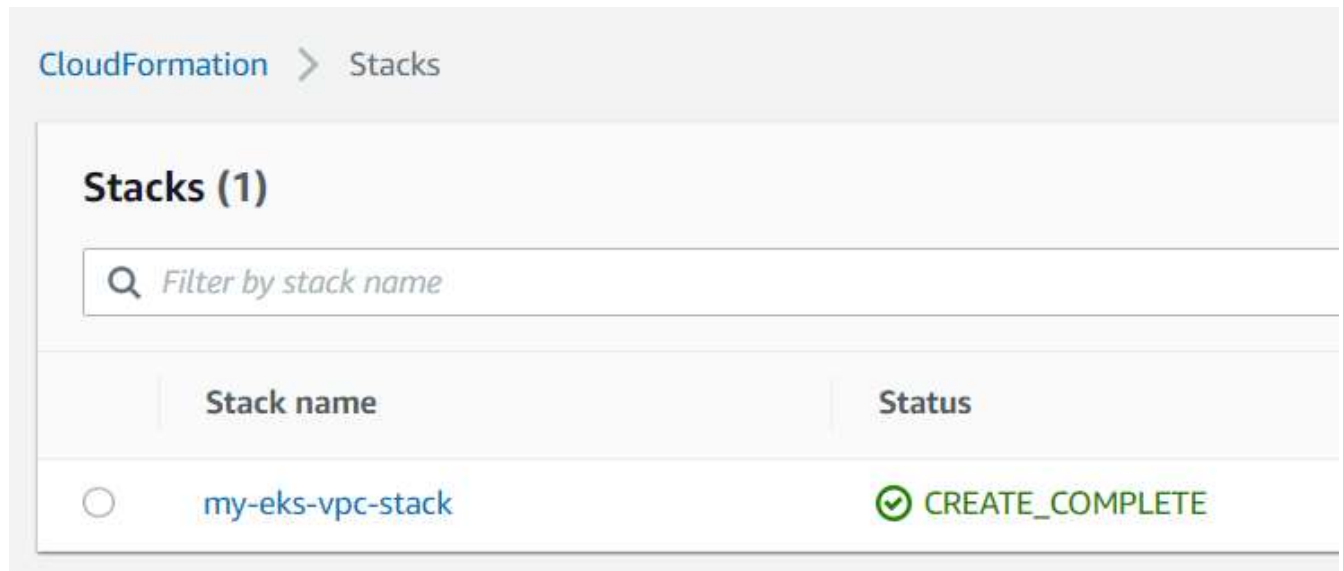 CloudFormation > Stacks
Stacks (1)
Filter by stack name
Stack name Status
my-eks-vpc-stack CREATE_COMPLETE